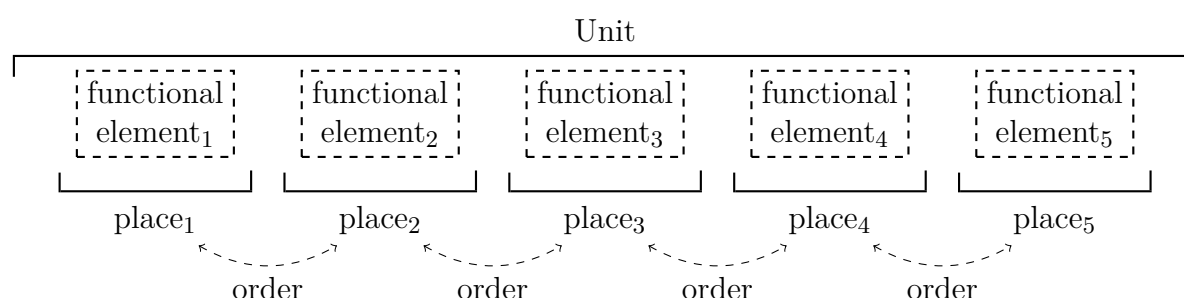 Unit
functional functional functional functional functional
element₁ element₂ element₃ element₄ element₅
place₁ place₂ place₃ place₄ place₅
order order order order